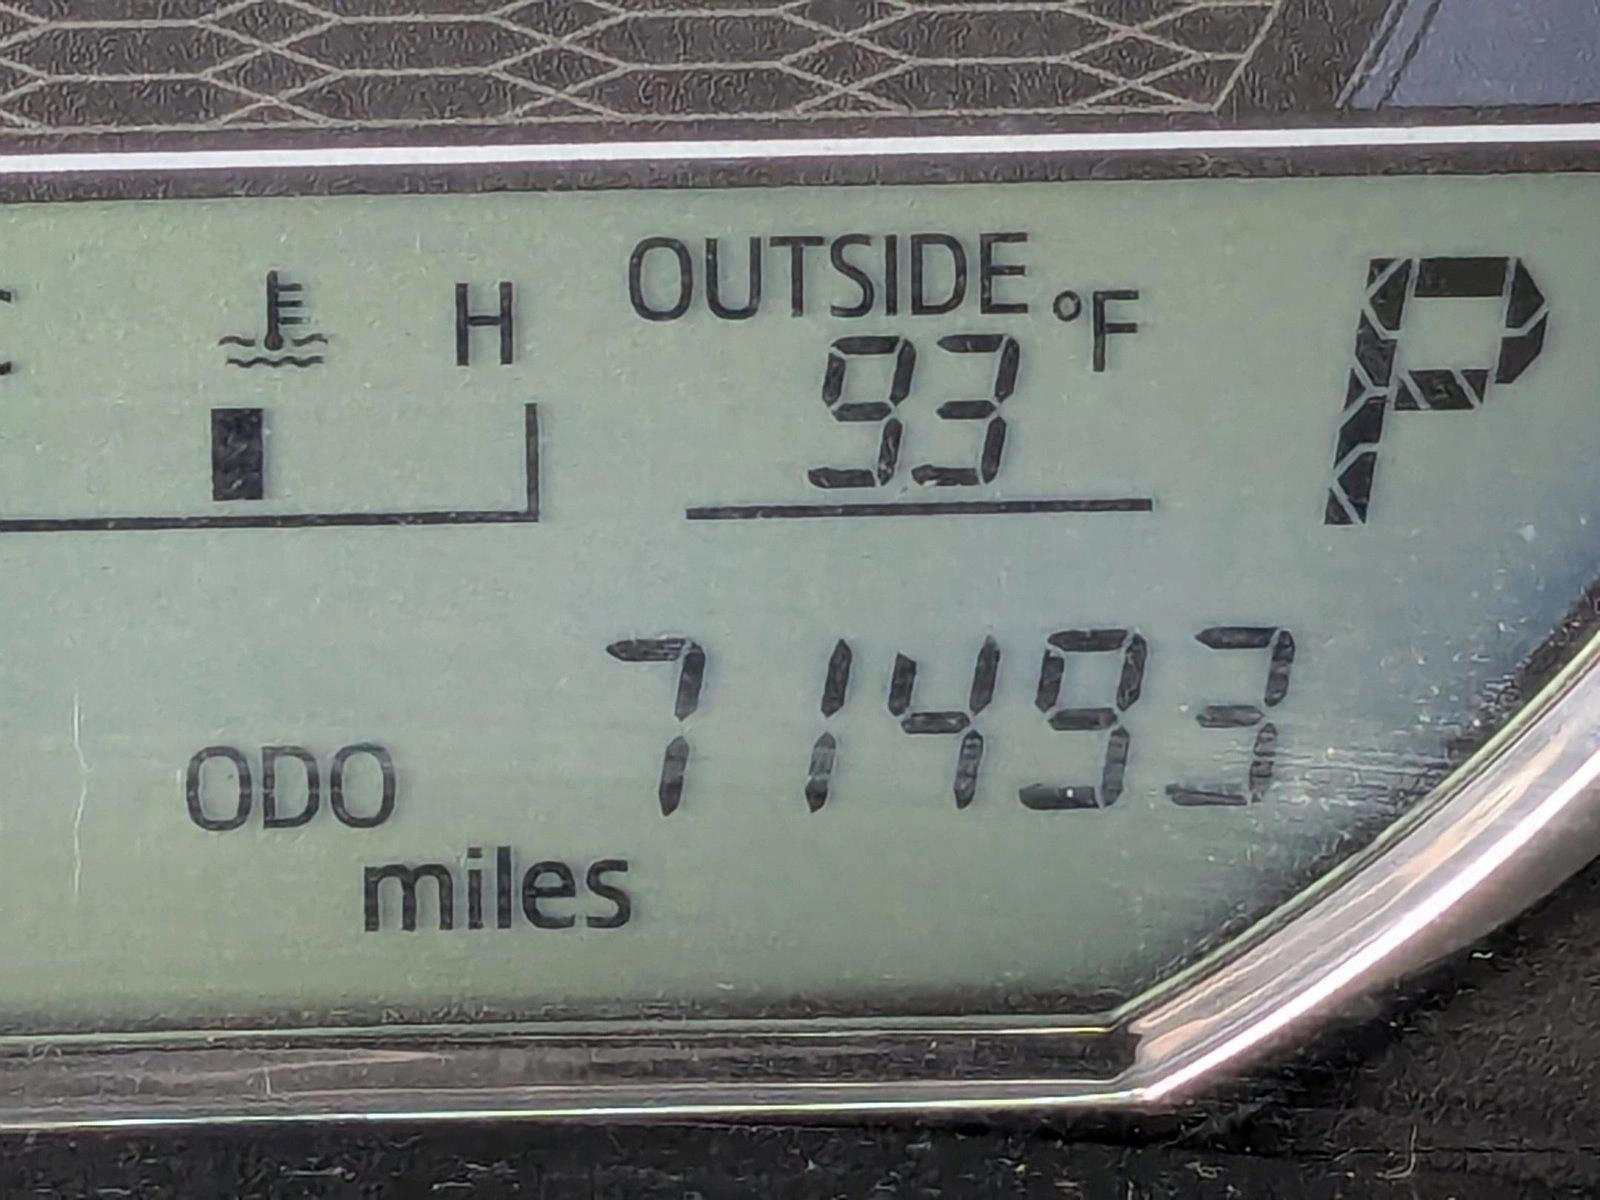 C H
OUTSIDE °F
93
P
ODO 71493
miles